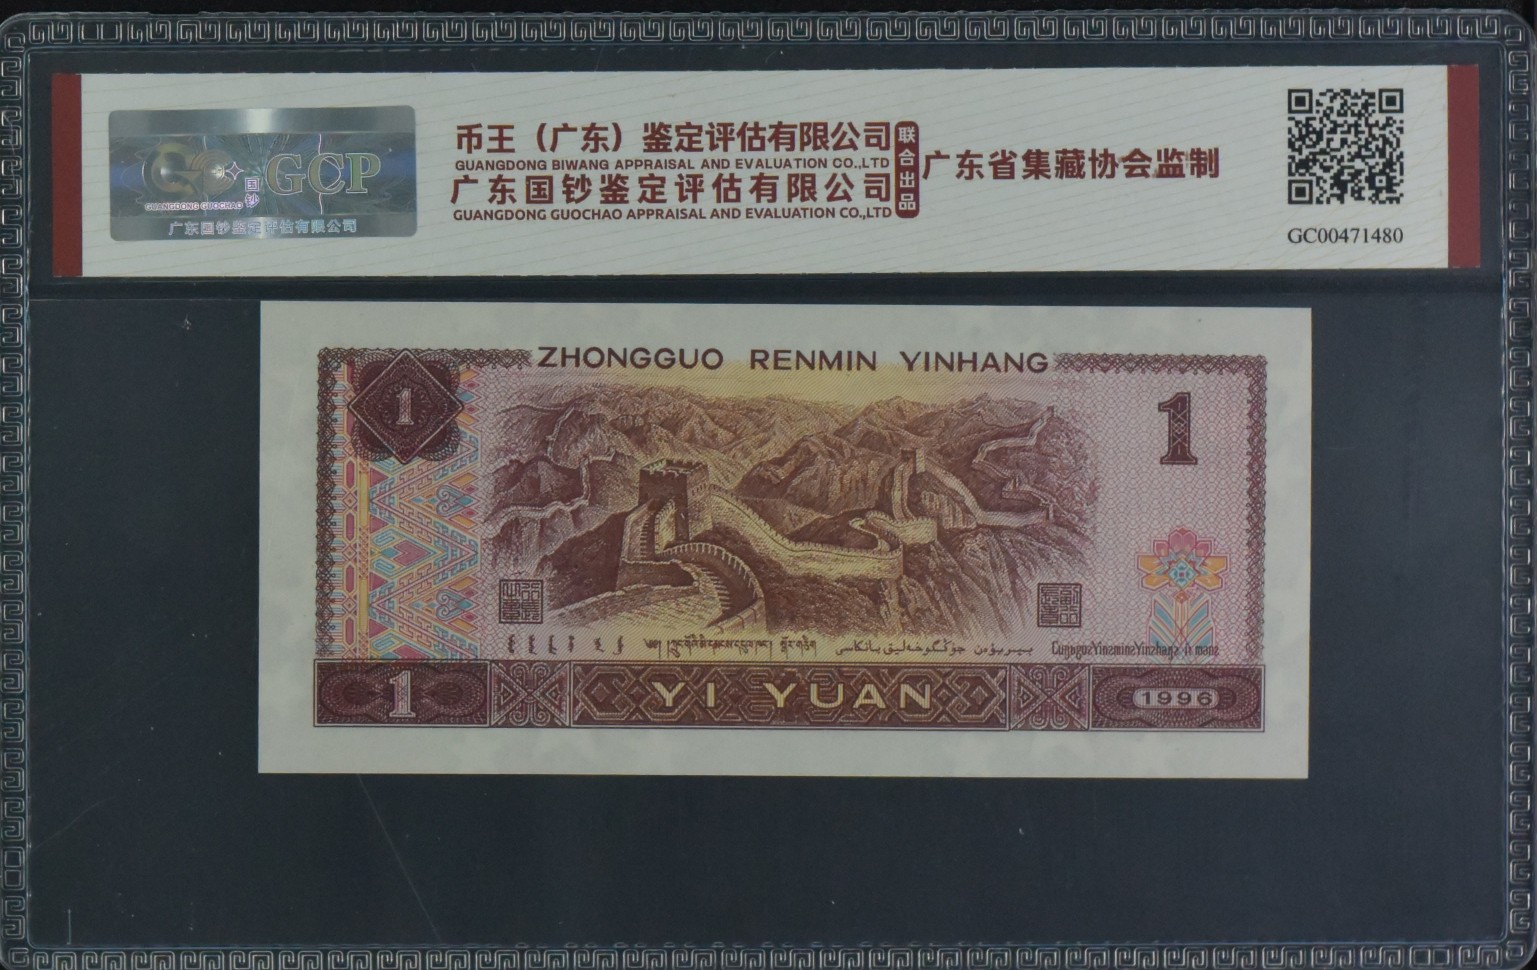 币王（广东）鉴定评估有限公司
GUANGDONG BIWANG APPRAISAL AND EVALUATION CO.,LTD
广东国钞鉴定评估有限公司
GUANGDONG GUOCHAO APPRAISAL AND EVALUATION CO.,LTD
联合出品
广东省集藏协会监制
GCP
国钞
GUANGDONG GUOCHAO
广东国钞鉴定评估有限公司
GC00471480
ZHONGGUO RENMIN YINHANG
1
1
1
YI YUAN
1996